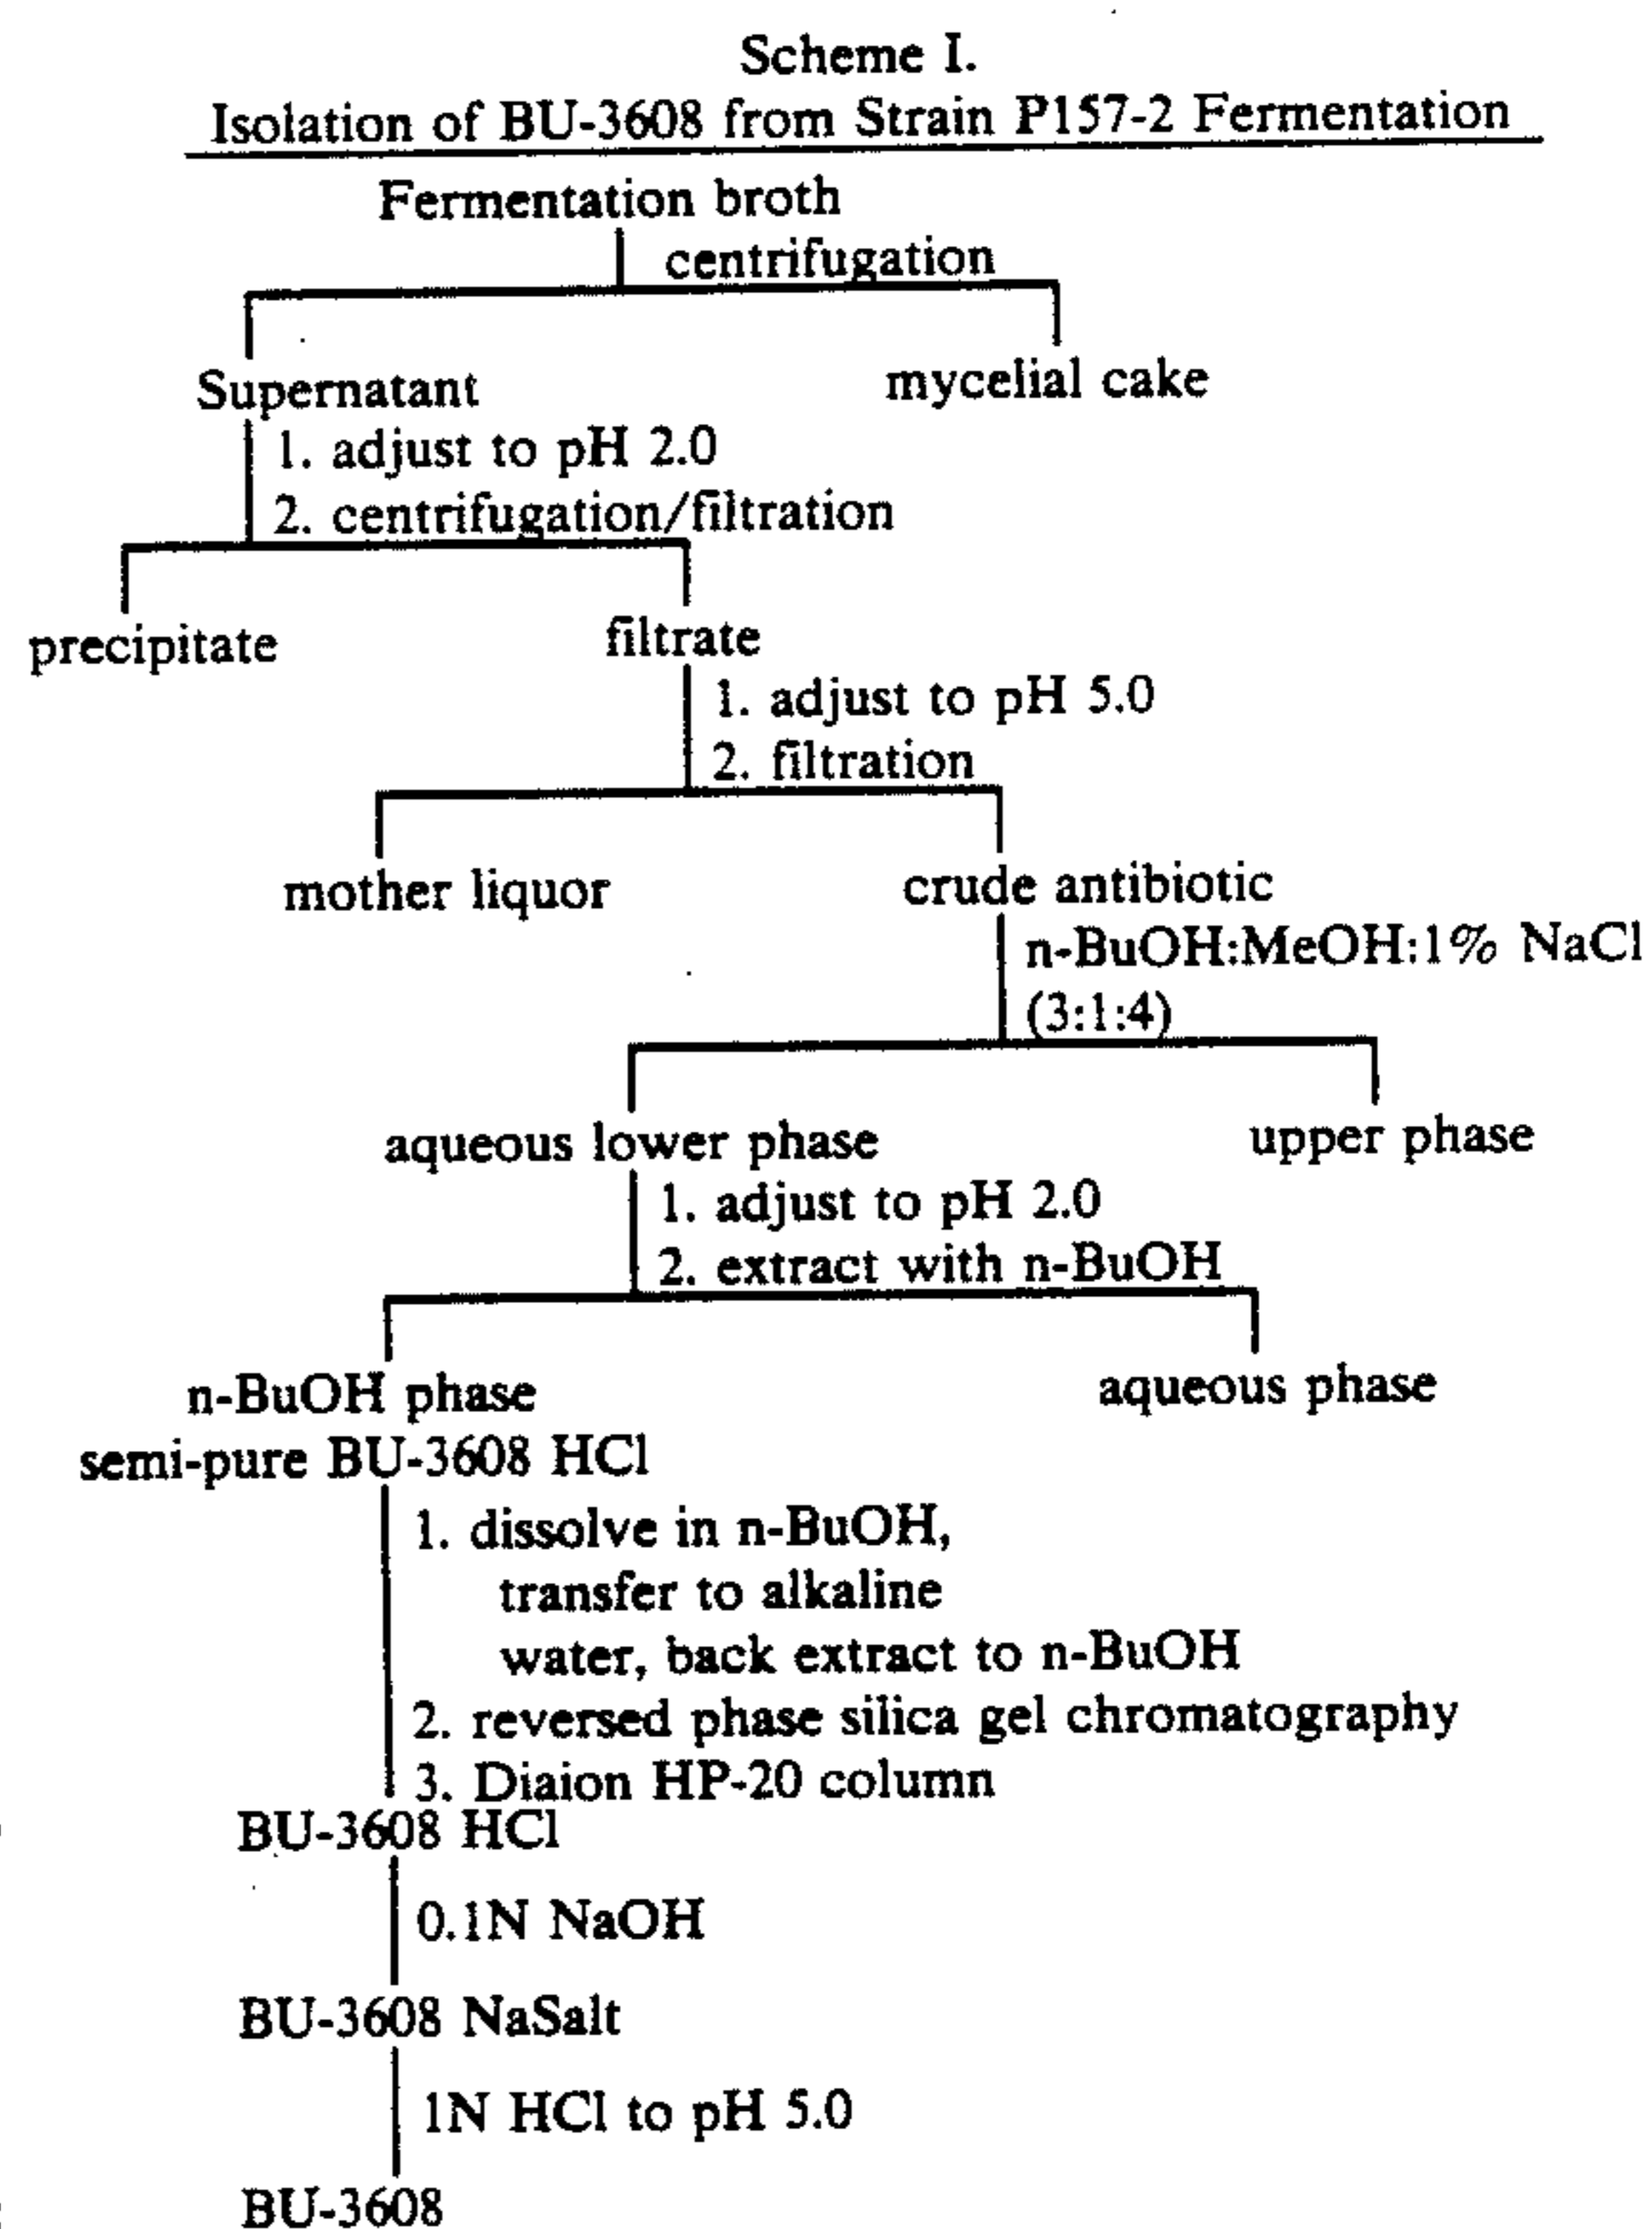 Scheme I.
Isolation of BU-3608 from Strain P157-2 Fermentation
Fermentation broth
centrifugation
Supernatant
mycelial cake
1. adjust to pH 2.0
2. centrifugation/filtration
precipitate
filtrate
1. adjust to pH 5.0
2. filtration
mother liquor
crude antibiotic
n-BuOH:MeOH:1% NaCl
(3:1:4)
aqueous lower phase
upper phase
1. adjust to pH 2.0
2. extract with n-BuOH
n-BuOH phase
aqueous phase
semi-pure BU-3608 HCl
1. dissolve in n-BuOH,
transfer to alkaline
water, back extract to n-BuOH
2. reversed phase silica gel chromatography
3. Diaion HP-20 column
BU-3608 HCl
0.1N NaOH
BU-3608 NaSalt
1N HCl to pH 5.0
BU-3608